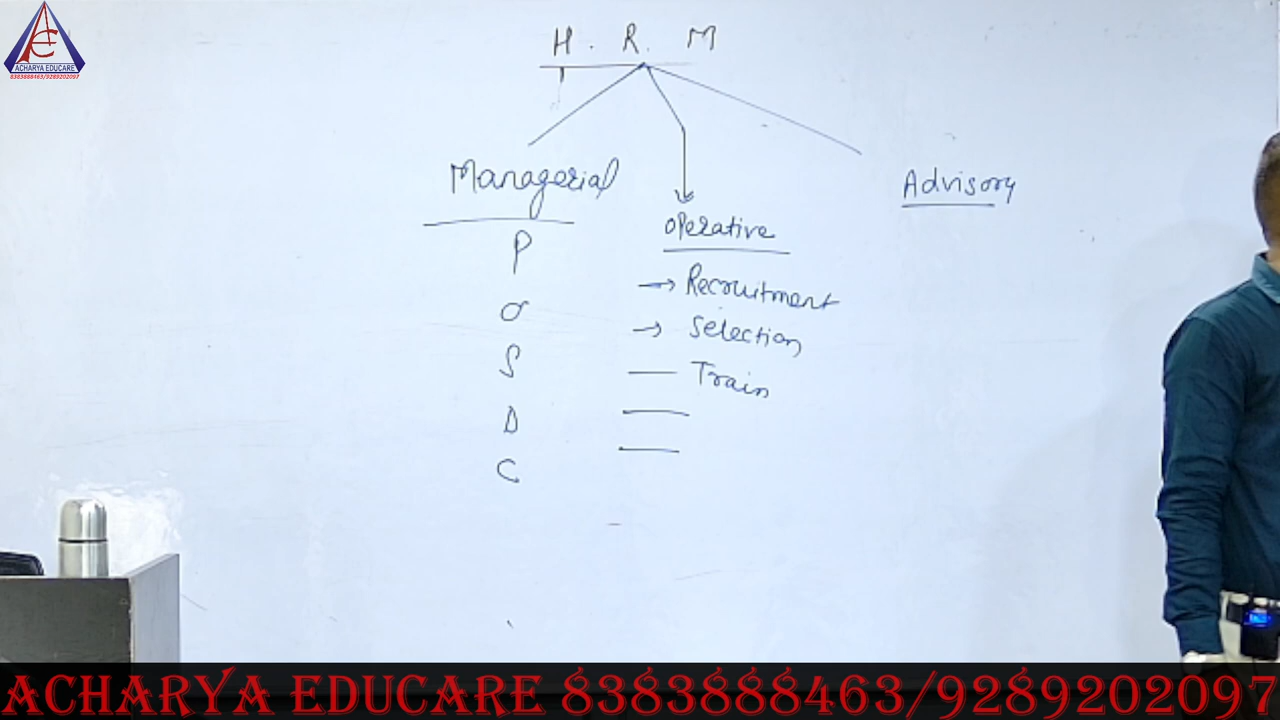 ACHARYA EDUCARE
8383888463/9289202097
H. R. M
Managerial
P
O
S
D
C
Operative
→ Recruitment
→ Selection
— Train
Advisory
ACHARYA EDUCARE 8383888463/9289202097